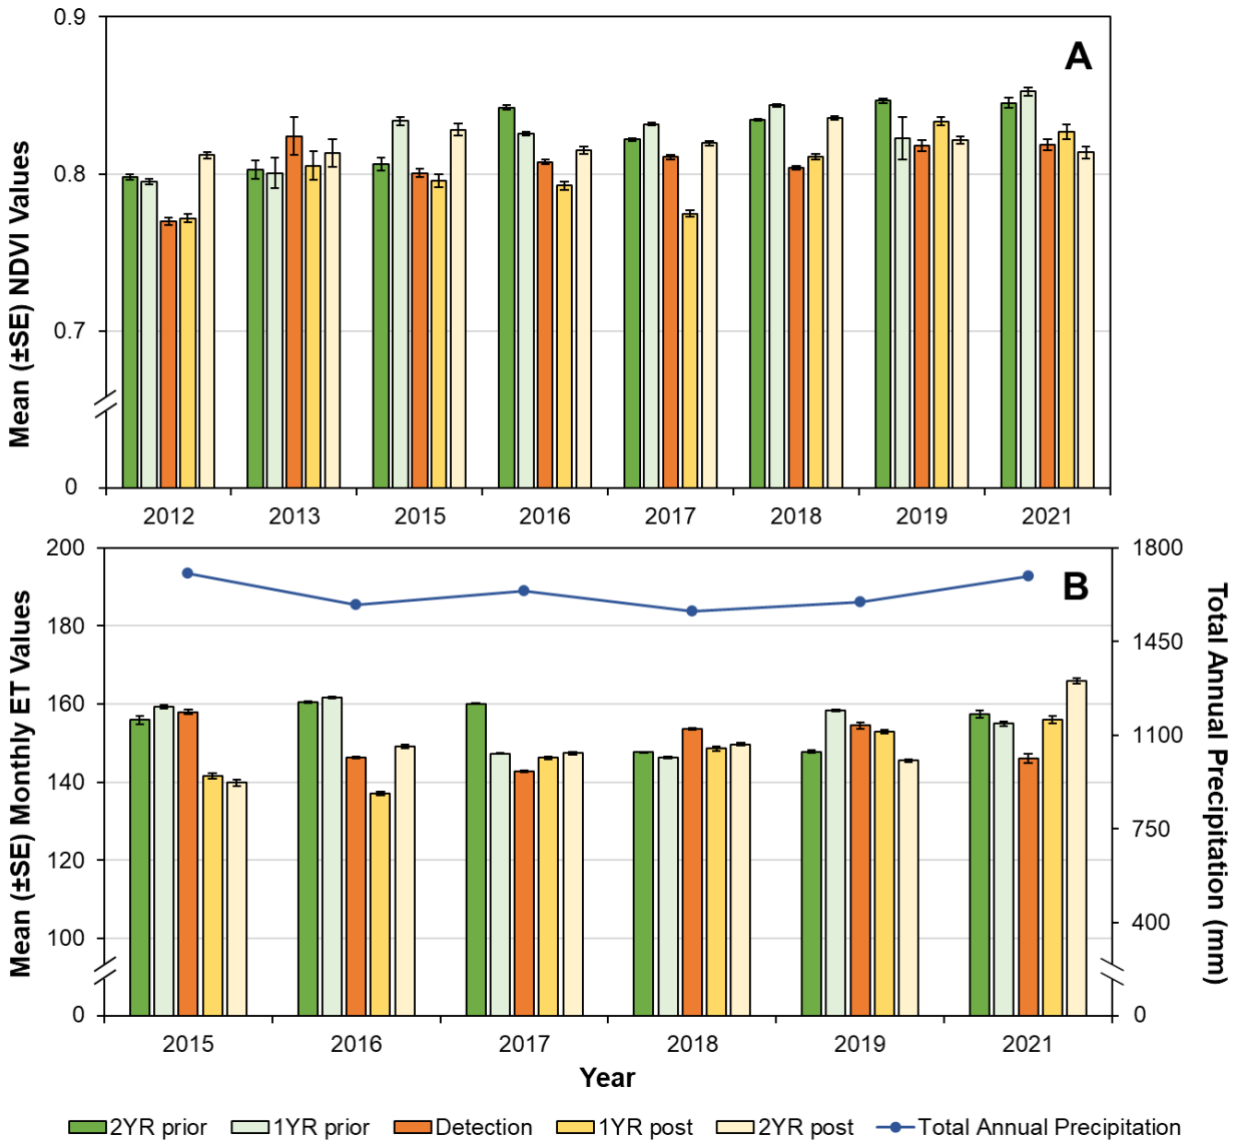 0.9
A
0.8
0.7
0
Mean (±SE) NDVI Values
2012 2013 2015 2016 2017 2018 2019 2021
200 1800
B
180
1450
160
1100
140
120 750
100 400
0 0
Mean (±SE) Monthly ET Values
Total Annual Precipitation (mm)
2015 2016 2017 2018 2019 2021
Year
2YR prior 1YR prior Detection 1YR post 2YR post Total Annual Precipitation